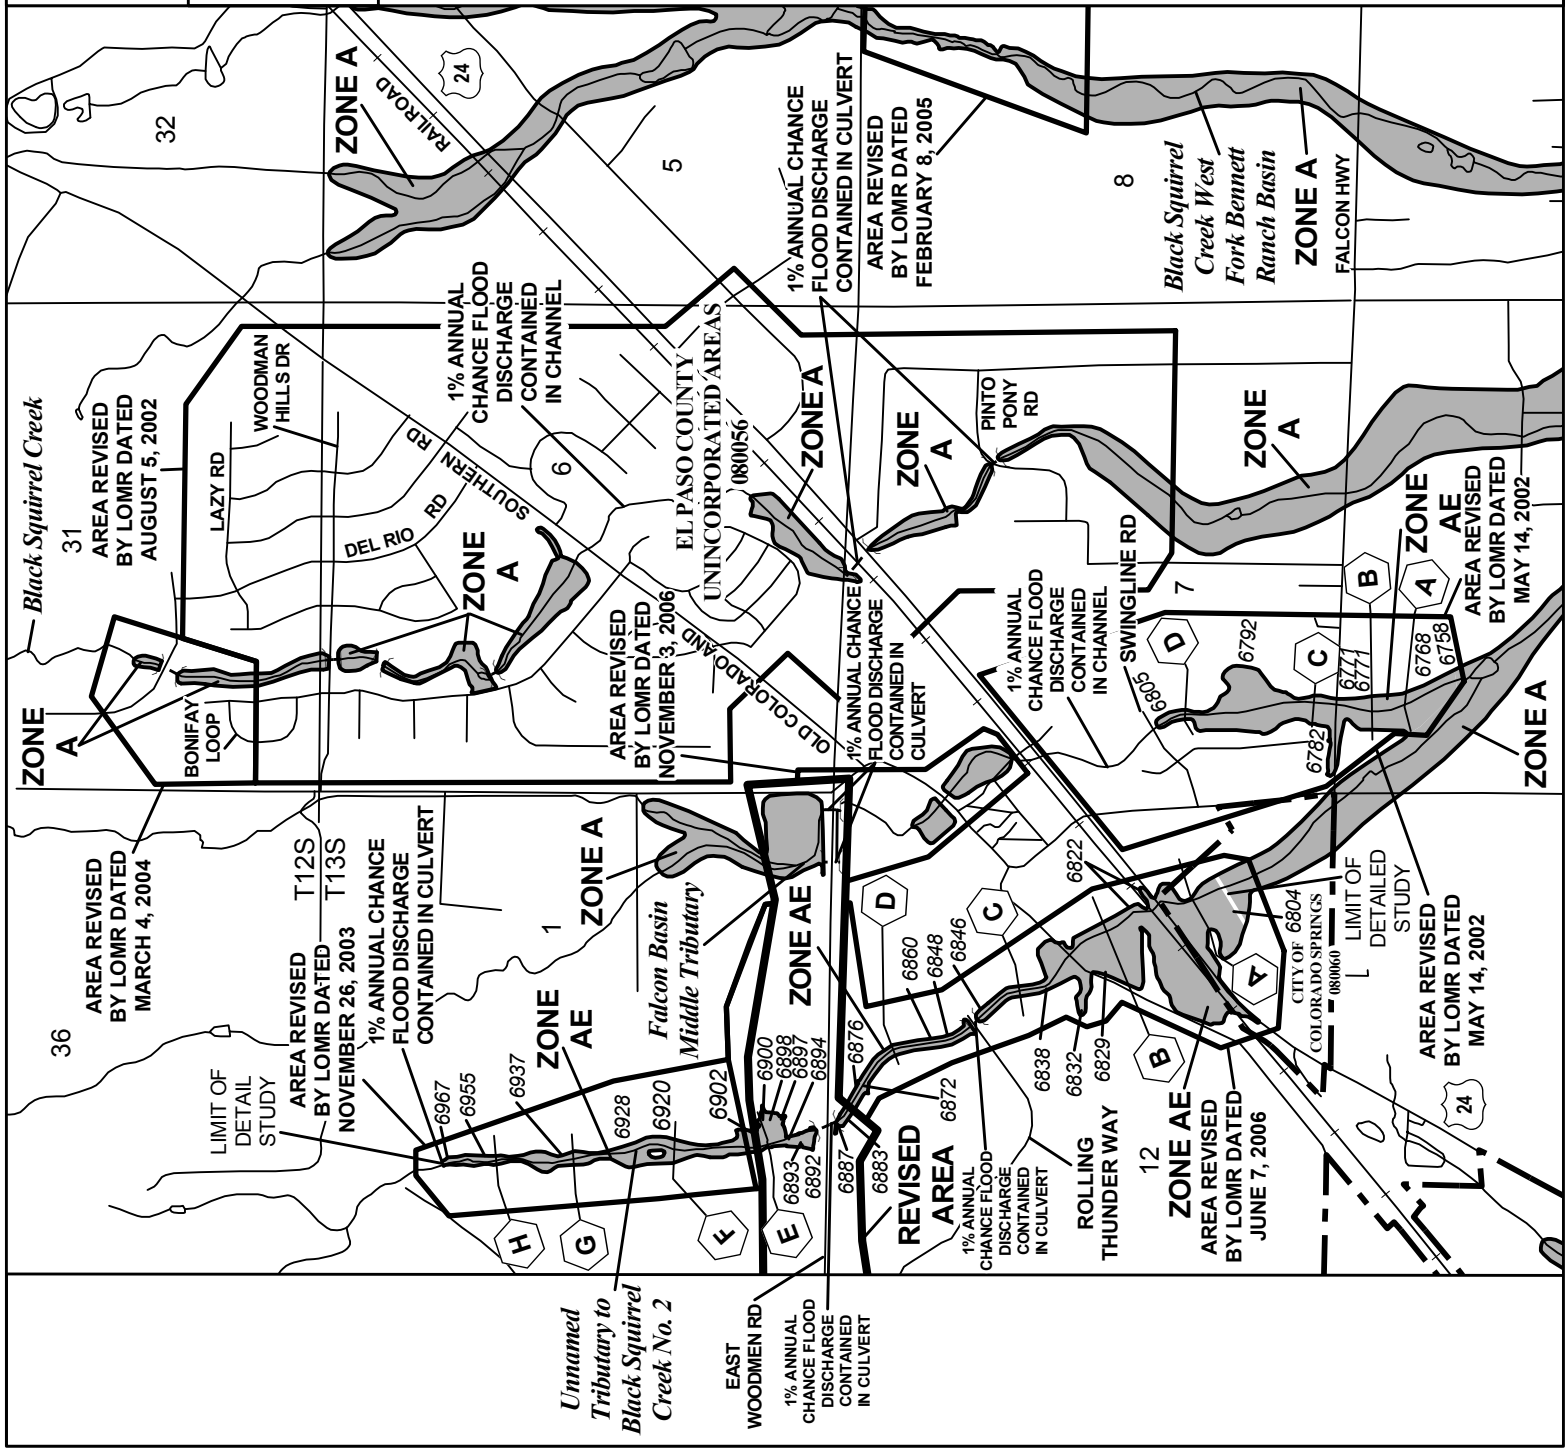 Black Squirrel Creek
32
ZONE A
RAILROAD
24
31
AREA REVISED
BY LOMR DATED
AUGUST 5, 2002
WOODMAN
HILLS DR
LAZY RD
DEL RIO
RD
SOUTHERN RD
6
5
1% ANNUAL
CHANCE FLOOD
DISCHARGE
CONTAINED
IN CHANNEL
EL PASO COUNTY
UNINCORPORATED AREAS
080056
1% ANNUAL CHANCE
FLOOD DISCHARGE
CONTAINED IN CULVERT
AREA REVISED
BY LOMR DATED
FEBRUARY 8, 2005
8
Black Squirrel
Creek West
Fork Bennett
Ranch Basin
ZONE A
FALCON HWY
ZONE
A
BONIFAY
LOOP
ZONE
A
AREA REVISED
BY LOMR DATED
NOVEMBER 3, 2006
OLD COLORADO AND
1% ANNUAL CHANCE
FLOOD DISCHARGE
CONTAINED IN
CULVERT
ZONE A
ZONE
A
PINTO
PONY
RD
ZONE
A
1% ANNUAL
CHANCE FLOOD
DISCHARGE
CONTAINED
IN CHANNEL
SWINGLINE RD
7
6805
D
6792
C
6782
6777
6771
B
6768
A
6758
ZONE
AE
AREA REVISED
BY LOMR DATED
MAY 14, 2002
ZONE A
36
AREA REVISED
BY LOMR DATED
MARCH 4, 2004
T12S
T13S
AREA REVISED
BY LOMR DATED
NOVEMBER 26, 2003
1% ANNUAL CHANCE
FLOOD DISCHARGE
CONTAINED IN CULVERT
LIMIT OF
DETAIL
STUDY
6967
6955
6937
ZONE
AE
6928
6920
6902
6900
6898
6897
6894
6893
6892
6887
6883
6876
6872
1
ZONE A
Falcon Basin
Middle Tributary
ZONE AE
D
6860
6848
6846
C
6838
6832
6829
6822
B
6804
A
LIMIT OF
DETAILED
STUDY
CITY OF
COLORADO SPRINGS
080060
AREA REVISED
BY LOMR DATED
MAY 14, 2002
24
H
G
F
E
REVISED
AREA
1% ANNUAL
CHANCE FLOOD
DISCHARGE
CONTAINED
IN CULVERT
ROLLING
THUNDER WAY
12
ZONE AE
AREA REVISED
BY LOMR DATED
JUNE 7, 2006
Unnamed
Tributary to
Black Squirrel
Creek No. 2
EAST
WOODMEN RD
1% ANNUAL
CHANCE FLOOD
DISCHARGE
CONTAINED
IN CULVERT